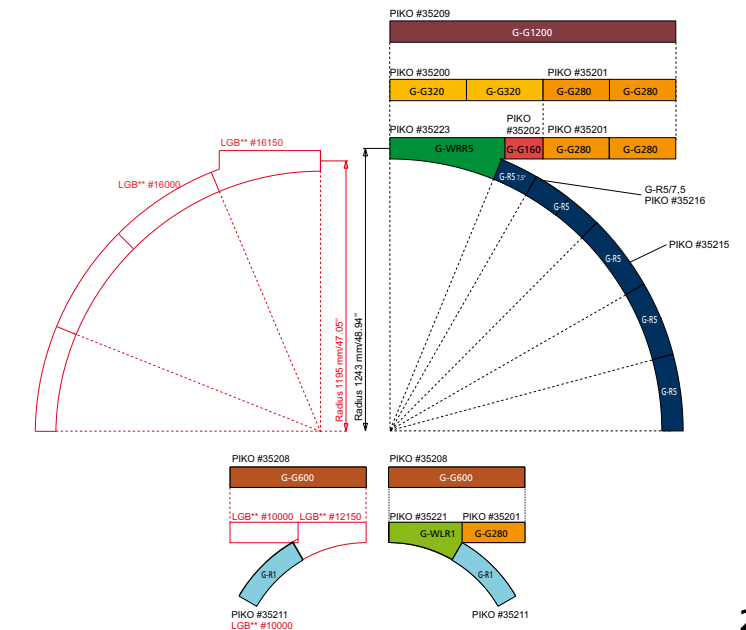 PIKO #35209
G-G1200
PIKO #35200
PIKO #35201
G-G320
G-G320
G-G280
G-G280
PIKO
#35202
PIKO #35223
PIKO #35201
G-WRR5
G-G160
G-G280
G-G280
LGB** #16150
LGB** #16000
G-R5 7,5°
G-R5/7,5
PIKO #35216
G-R5
PIKO #35215
G-R5
G-R5
G-R5
Radius 1195 mm/47.05"
Radius 1243 mm/48.94"
PIKO #35208
G-G600
PIKO #35208
G-G600
LGB** #10000
LGB** #12150
PIKO #35221
PIKO #35201
G-WLR1
G-G280
G-R1
G-R1
PIKO #35211
LGB** #10000
PIKO #35211
2